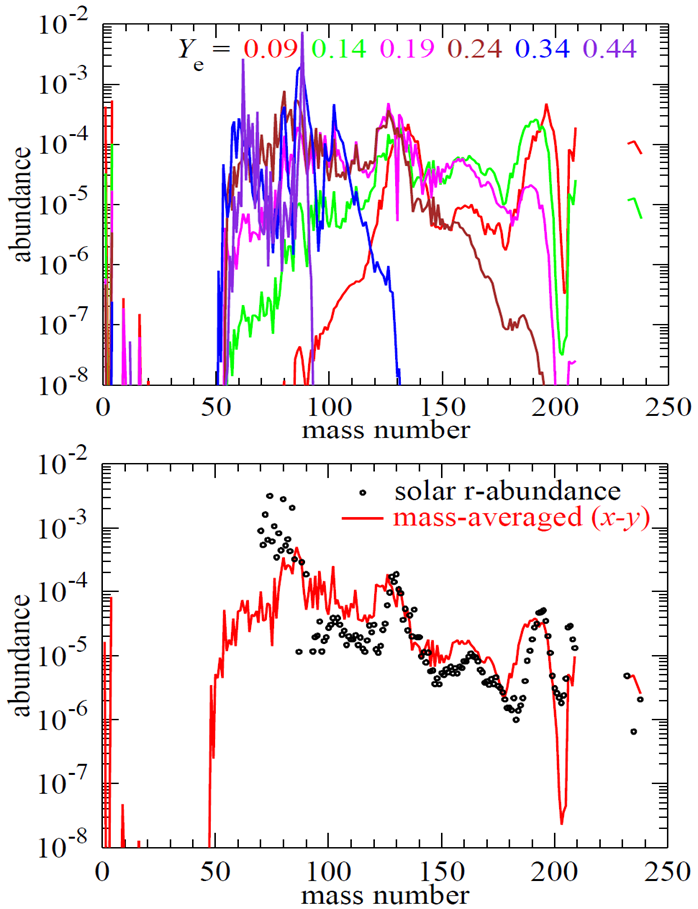 10-2
Ye = 0.09 0.14 0.19 0.24 0.34 0.44
10-3
10-4
abundance
10-5
10-6
10-7
10-8
0 50 100 150 200 250
mass number
10-2
solar r-abundance
mass-averaged (x-y)
10-3
10-4
abundance
10-5
10-6
10-7
10-8
0 50 100 150 200 250
mass number